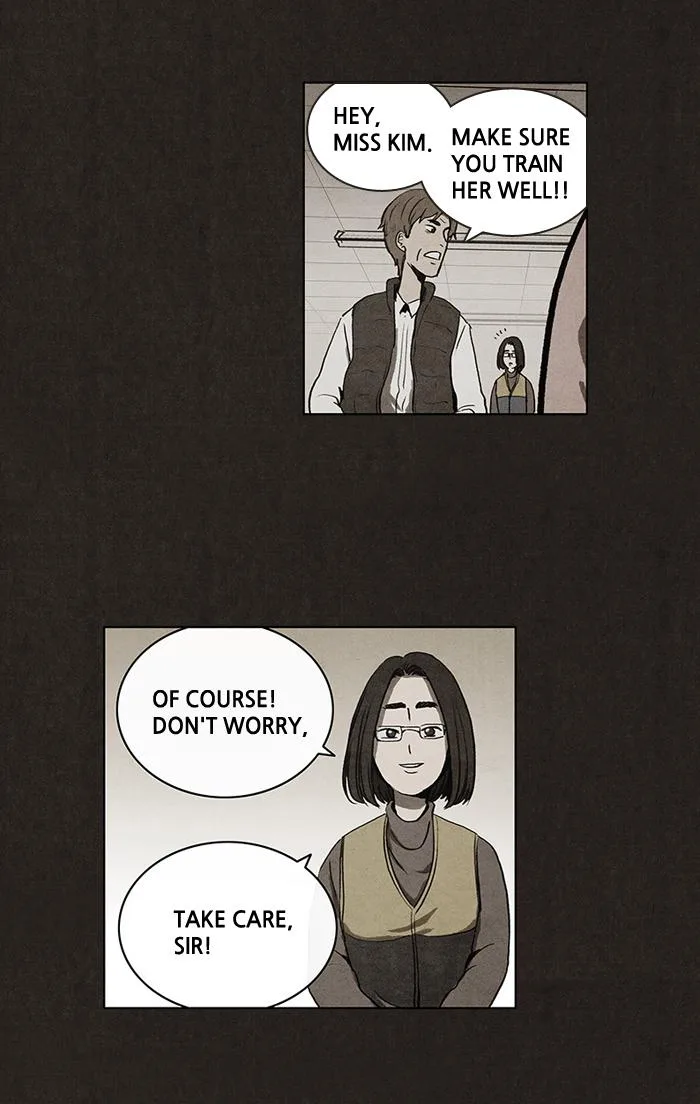 HEY,
MISS KIM.
MAKE SURE
YOU TRAIN
HER WELL!!
OF COURSE!
DON'T WORRY,
TAKE CARE,
SIR!